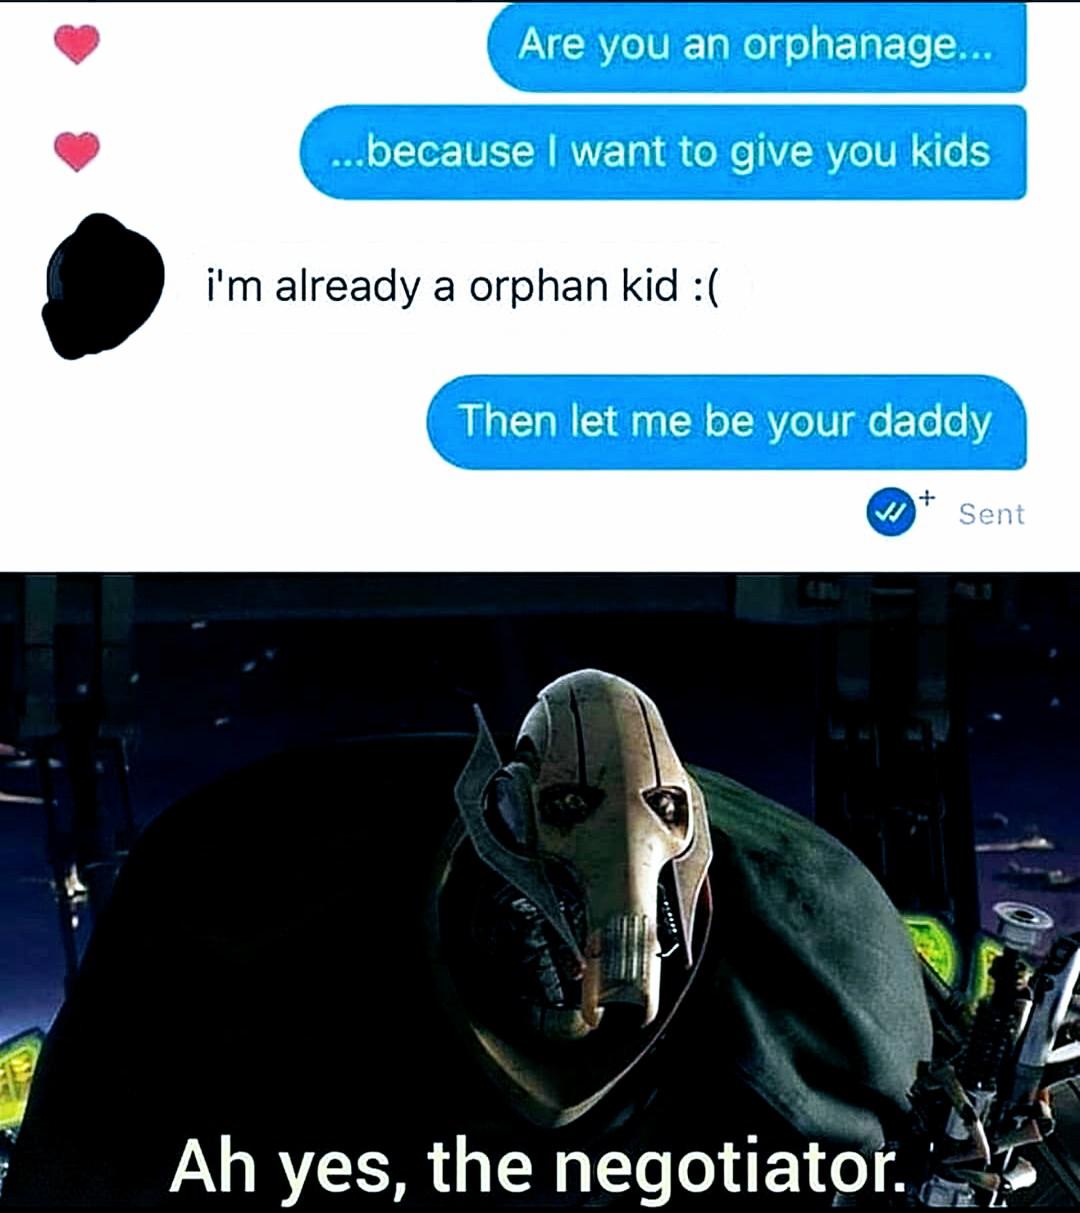 Are you an orphanage...
...because I want to give you kids
i'm already a orphan kid :(
Then let me be your daddy
Sent
Ah yes, the negotiator.